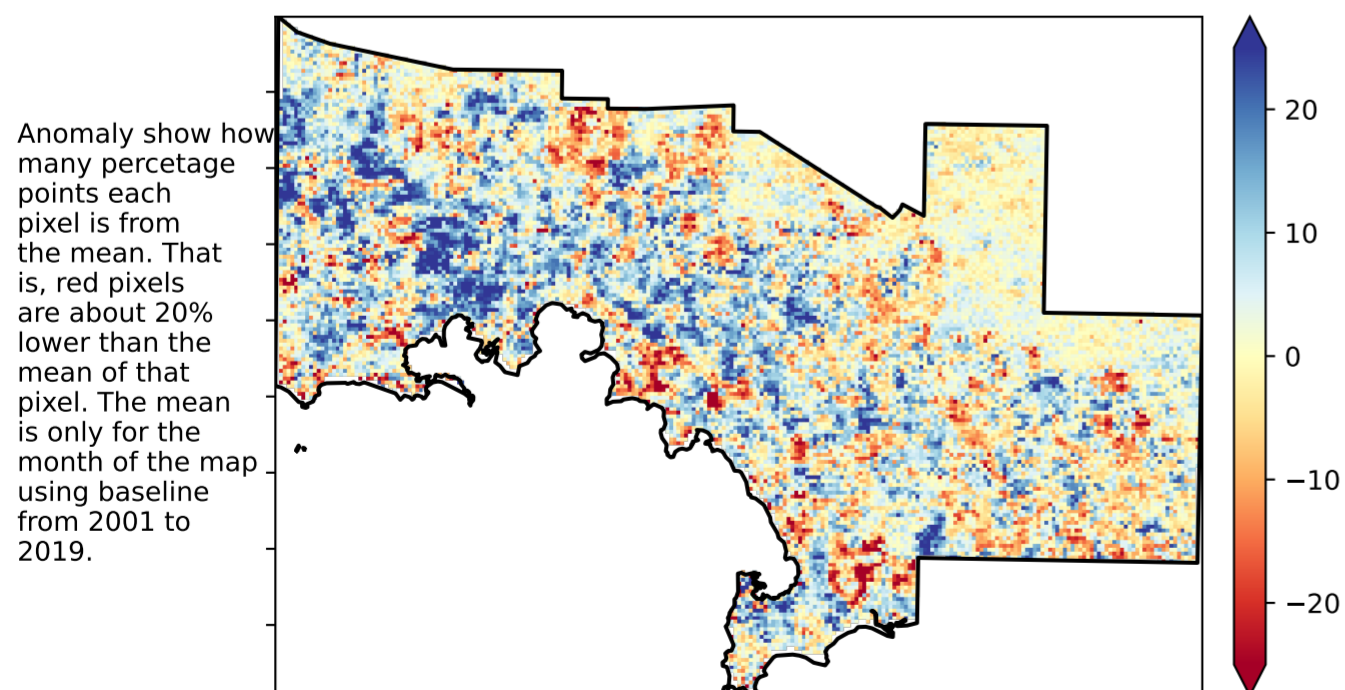 Anomaly show how
many percetage
points each
pixel is from
the mean. That
is, red pixels
are about 20%
lower than the
mean of that
pixel. The mean
is only for the
month of the map
using baseline
from 2001 to
2019.
20
10
0
−10
−20